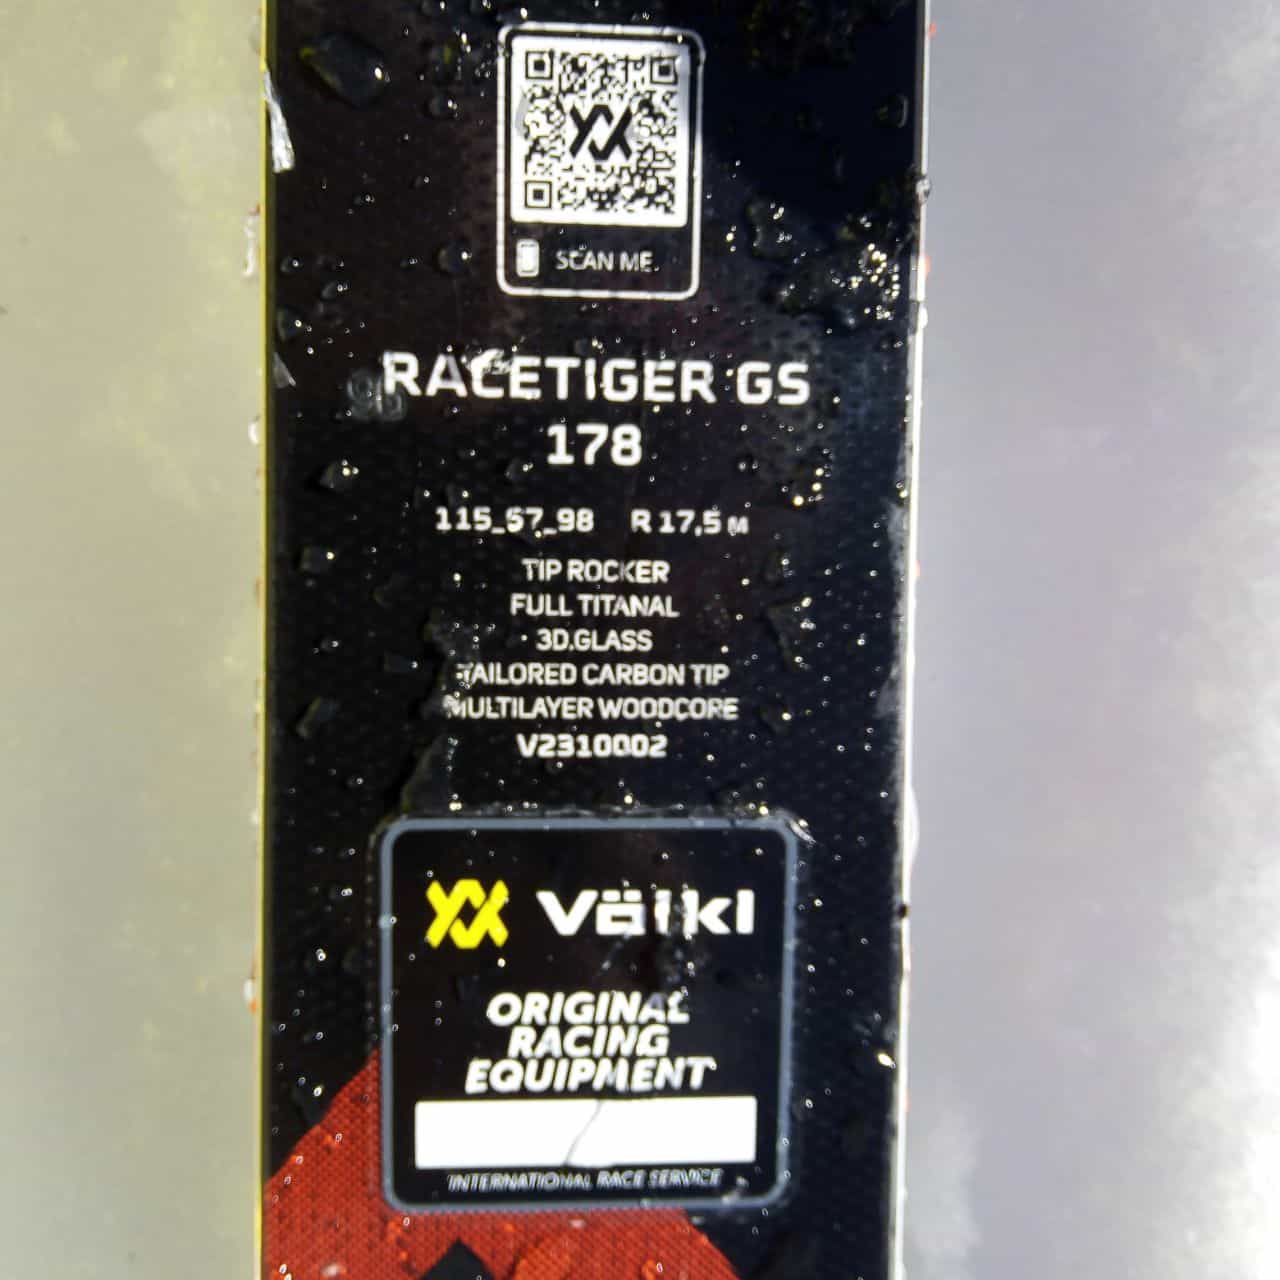 SCAN ME
RACETIGER GS
178
115_67_98 R 17,5 M
TIP ROCKER
FULL TITANAL
3D.GLASS
TAILORED CARBON TIP
MULTILAYER WOODCORE
V2310002
Völkl
ORIGINAL
RACING
EQUIPMENT
INTERNATIONAL RACE SERVICE